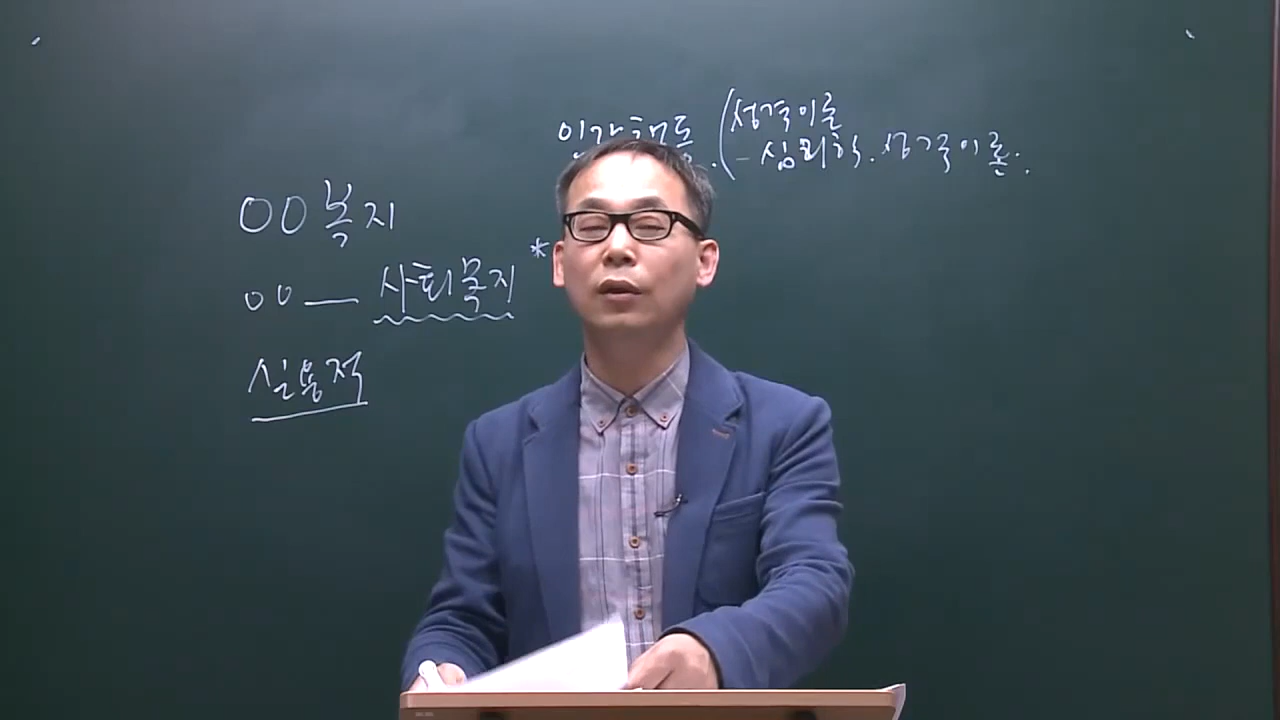 인간행동. (성격이론
- 심리학. 성격이론.
OO복지
OO — 사회복지 *
실용적